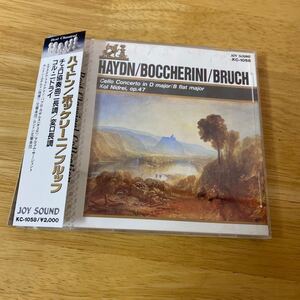 Best Classical
ハイドン/ボッケリーニ/ブルッフ
チェロ協奏曲ニ長調/変ロ長調
コル・ニドライ
JOY SOUND
KC-1058/¥2,000
JOY SOUND
KC-1058
HAYDN/BOCCHERINI/BRUCH
Cello Concerto in D major/B flat major
Kol Nidrei, op.47